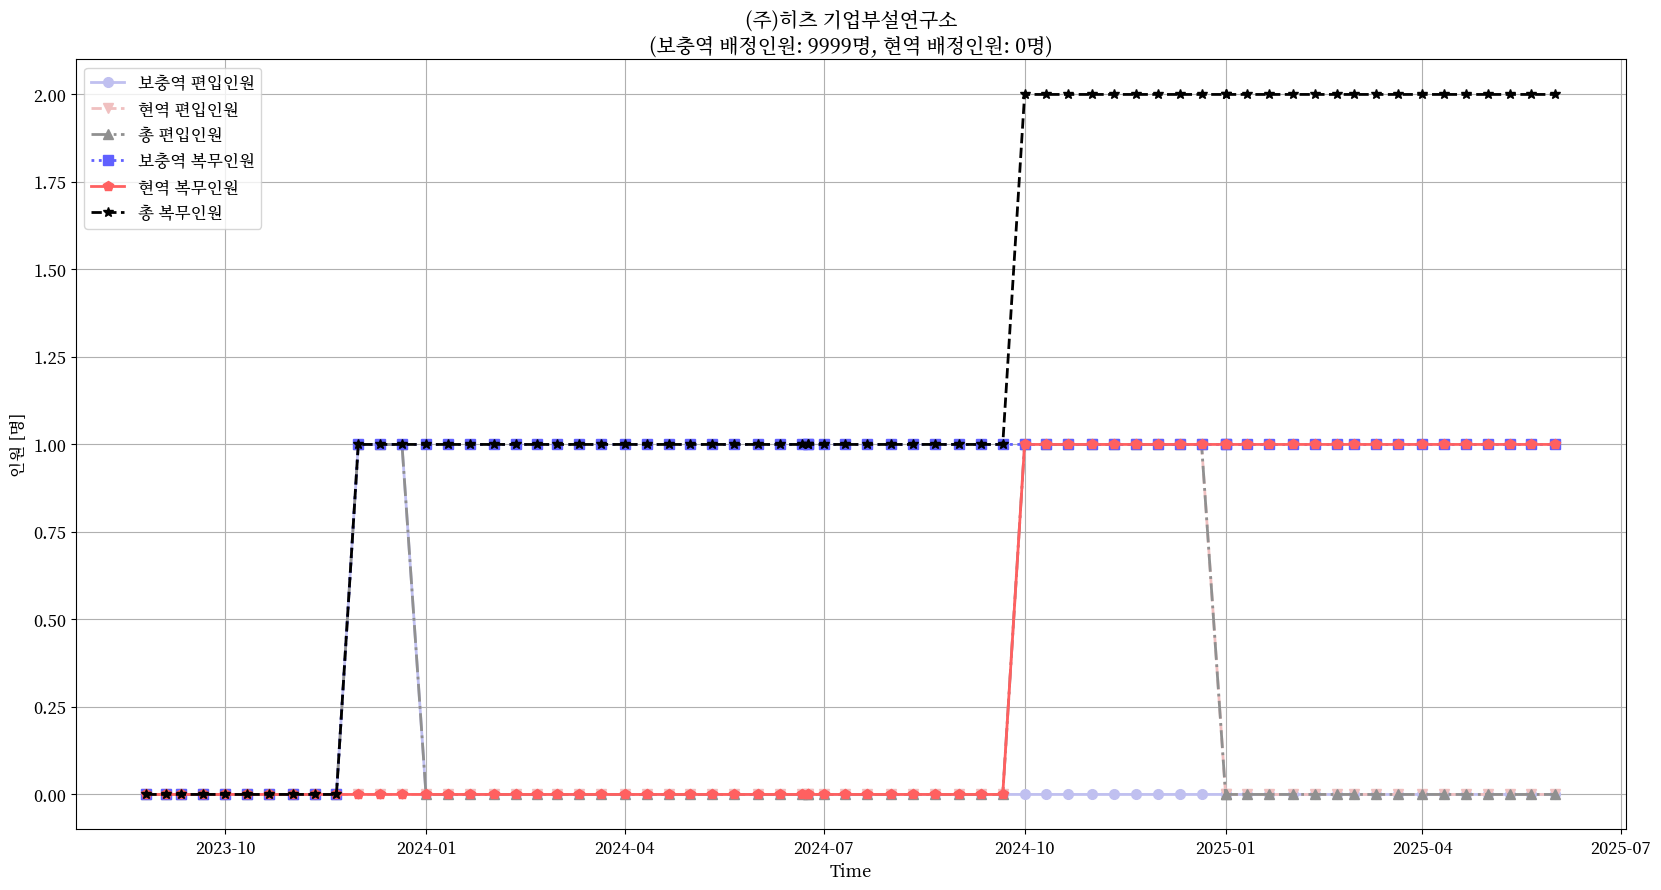 (주)히츠 기업부설연구소
(보충역 배정인원: 9999명, 현역 배정인원: 0명)
보충역 편입인원
현역 편입인원
총 편입인원
보충역 복무인원
현역 복무인원
총 복무인원
인원 [명]
2.00
1.75
1.50
1.25
1.00
0.75
0.50
0.25
0.00
2023-10 2024-01 2024-04 2024-07 2024-10 2025-01 2025-04 2025-07
Time